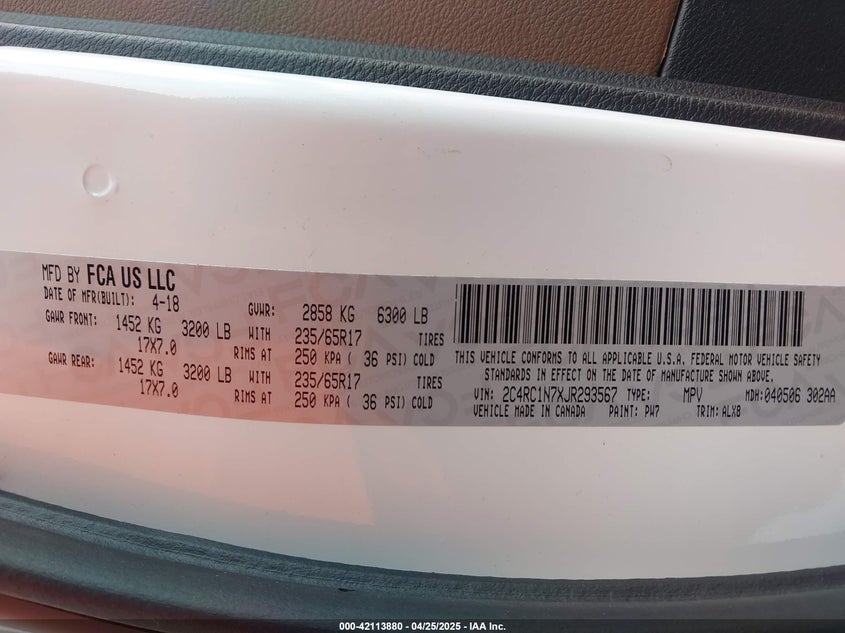 MFD BY FCA US LLC
DATE OF MFR(BUILT): 4-18 GVWR: 2858 KG 6300 LB
GAWR FRONT: 1452 KG 3200 LB WITH 235/65R17 TIRES
17X7.0 RIMS AT 250 KPA ( 36 PSI) COLD
GAWR REAR: 1452 KG 3200 LB WITH 235/65R17 TIRES
17X7.0 RIMS AT 250 KPA ( 36 PSI) COLD
THIS VEHICLE CONFORMS TO ALL APPLICABLE U.S.A. FEDERAL MOTOR VEHICLE SAFETY
STANDARDS IN EFFECT ON THE DATE OF MANUFACTURE SHOWN ABOVE.
VIN: 2C4RC1N7XJR293567 TYPE: MPV MDH:040506 302AA
VEHICLE MADE IN CANADA PAINT: PW7 TRIM: ALX8
000-42113880 - 04/25/2025 - IAA Inc.